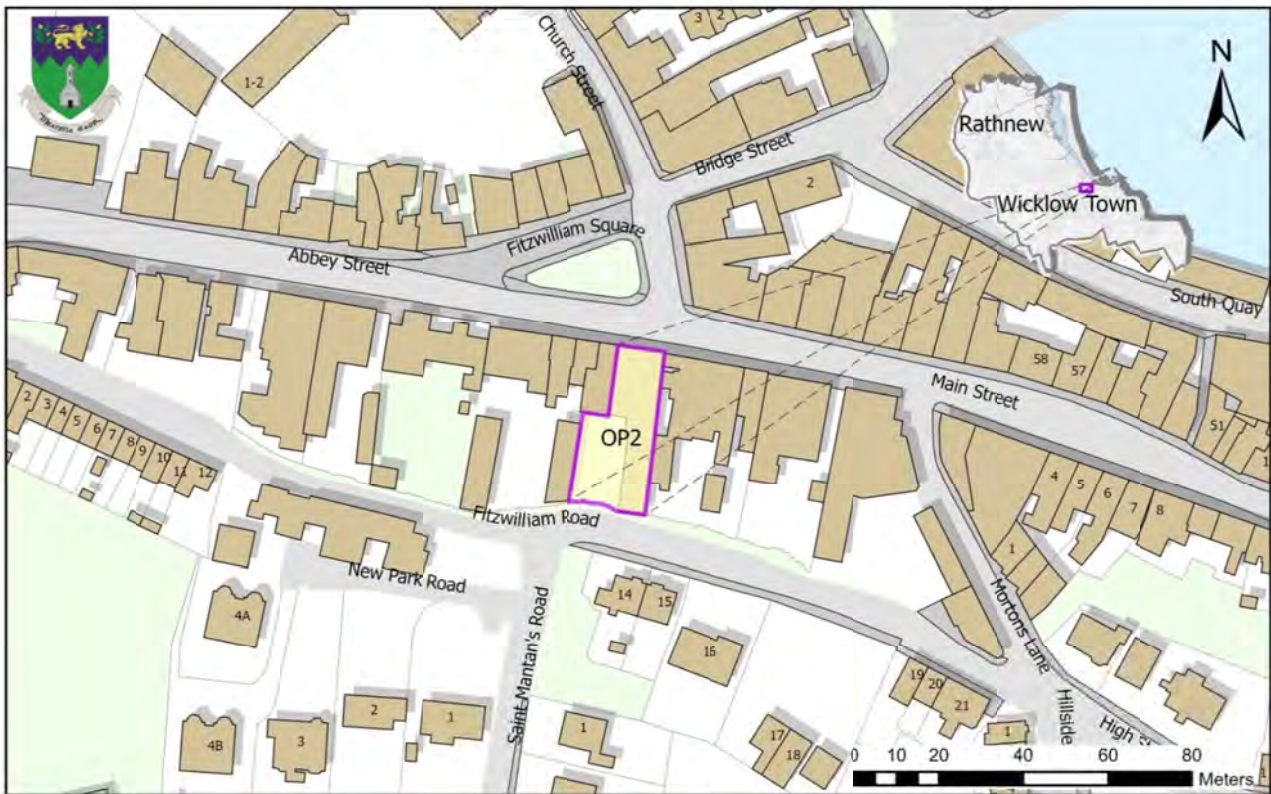 3 2
Church Street
1-2
N
Rathnew
Bridge Street
2
Wicklow Town
Fitzwilliam Square
Abbey Street
South Quay
58
57
Main Street
51
1
2
3
4
5
6
7
8
9
10
11
12
OP2
4
5
6
7
8
Fitzwilliam Road
1
New Park Road
14
15
4A
16
Mortons Lane
Saint Mantan's Road
19
20
21
2
1
1
1
Hillside
High S
4B
3
17
18
1
0 10 20 40 60 80
Meters